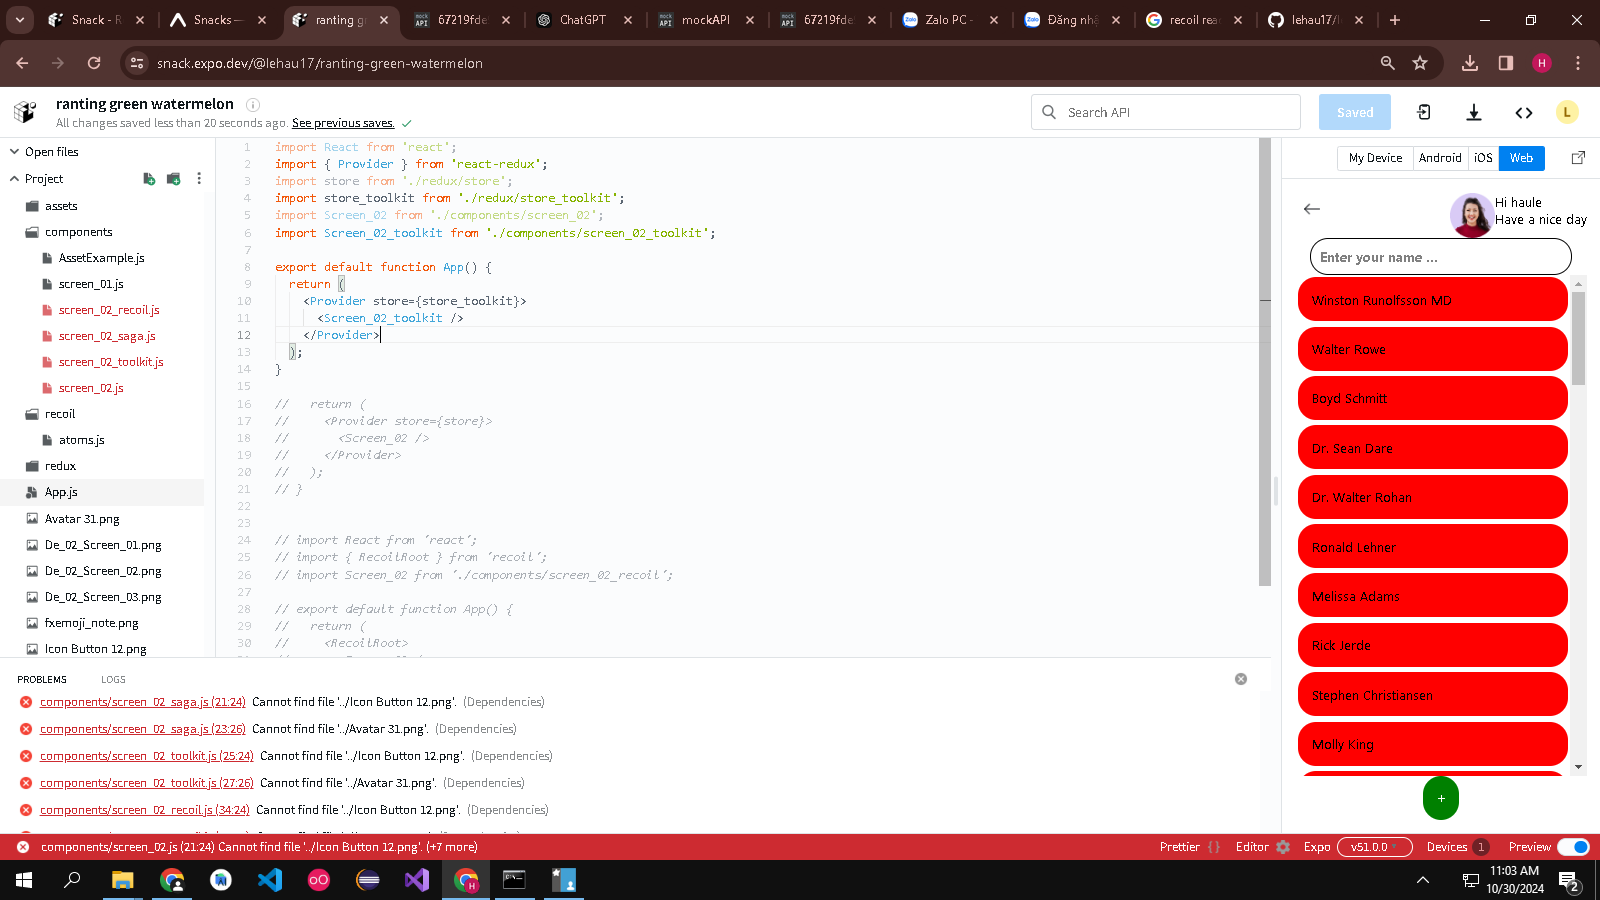 Snack - R
Snacks —
ranting gr
67219fde
ChatGPT
mockAPI
67219fde
Zalo PC -
Đăng nhậ
recoil rea
lehau17/l
snack.expo.dev/@lehau17/ranting-green-watermelon
H
ranting green watermelon
All changes saved less than 20 seconds ago. See previous saves.
Search API
Saved
L
Open files
Project
assets
components
AssetExample.js
screen_01.js
screen_02_recoil.js
screen_02_saga.js
screen_02_toolkit.js
screen_02.js
recoil
atoms.js
redux
App.js
Avatar 31.png
De_02_Screen_01.png
De_02_Screen_02.png
De_02_Screen_03.png
fxemoji_note.png
Icon Button 12.png
1 import React from 'react';
2 import { Provider } from 'react-redux';
3 import store from './redux/store';
4 import store_toolkit from './redux/store_toolkit';
5 import Screen_02 from './components/screen_02';
6 import Screen_02_toolkit from './components/screen_02_toolkit';
7
8 export default function App() {
9 return (
10 <Provider store={store_toolkit}>
11 <Screen_02_toolkit />
12 </Provider>
13 );
14 }
15
16 // return (
17 // <Provider store={store}>
18 // <Screen_02 />
19 // </Provider>
20 // );
21 // }
22
23
24 // import React from 'react';
25 // import { RecoilRoot } from 'recoil';
26 // import Screen_02 from './components/screen_02_recoil';
27
28 // export default function App() {
29 // return (
30 // <RecoilRoot>
My Device
Android
iOS
Web
Hi haule
Have a nice day
Enter your name ...
Winston Runolfsson MD
Walter Rowe
Boyd Schmitt
Dr. Sean Dare
Dr. Walter Rohan
Ronald Lehner
Melissa Adams
Rick Jerde
Stephen Christiansen
Molly King
+
PROBLEMS
LOGS
components/screen_02_saga.js (21:24) Cannot find file '../Icon Button 12.png'. (Dependencies)
components/screen_02_saga.js (23:26) Cannot find file '../Avatar 31.png'. (Dependencies)
components/screen_02_toolkit.js (25:24) Cannot find file '../Icon Button 12.png'. (Dependencies)
components/screen_02_toolkit.js (27:26) Cannot find file '../Avatar 31.png'. (Dependencies)
components/screen_02_recoil.js (34:24) Cannot find file '../Icon Button 12.png'. (Dependencies)
components/screen_02.js (21:24) Cannot find file '../Icon Button 12.png'. (+7 more)
Prettier { }
Editor
Expo
v51.0.0
Devices 1
Preview
11:03 AM
10/30/2024
2